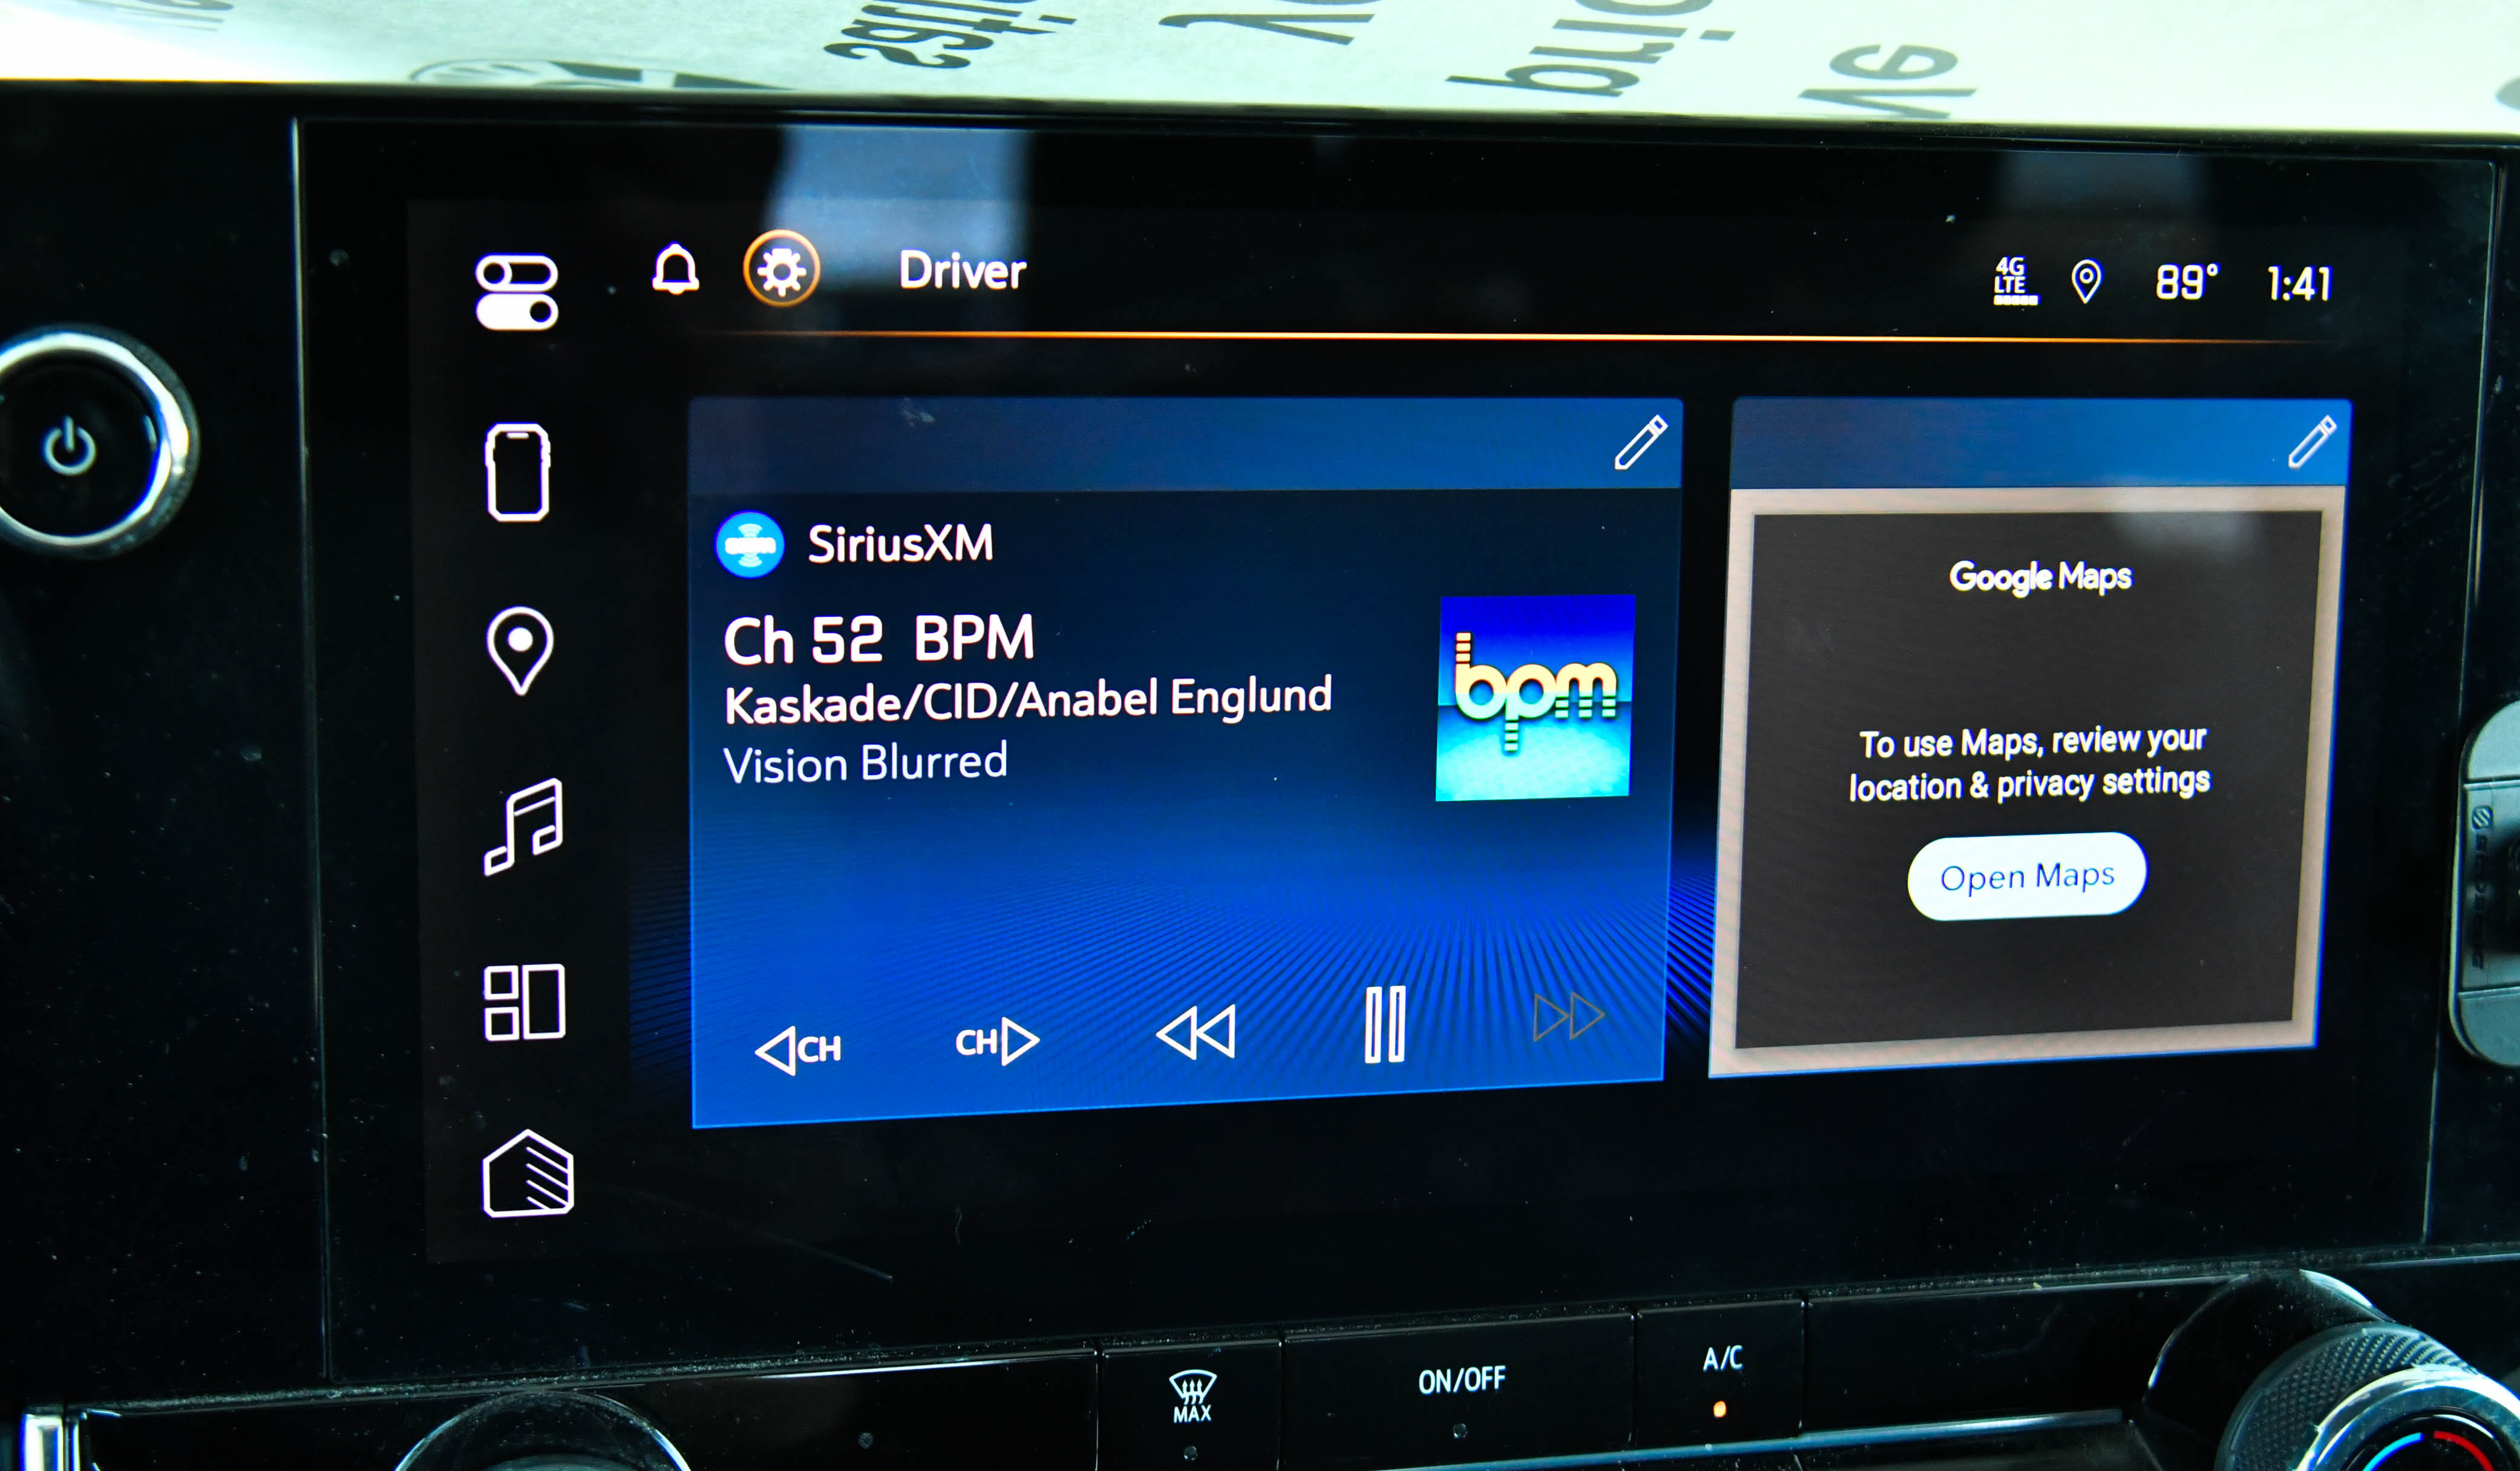 Driver
4G
LTE
89°
1:41
SiriusXM
Ch 52 BPM
Kaskade/CID/Anabel Englund
Vision Blurred
bpm
CH
CH
Google Maps
To use Maps, review your
location & privacy settings
Open Maps
MAX
ON/OFF
A/C